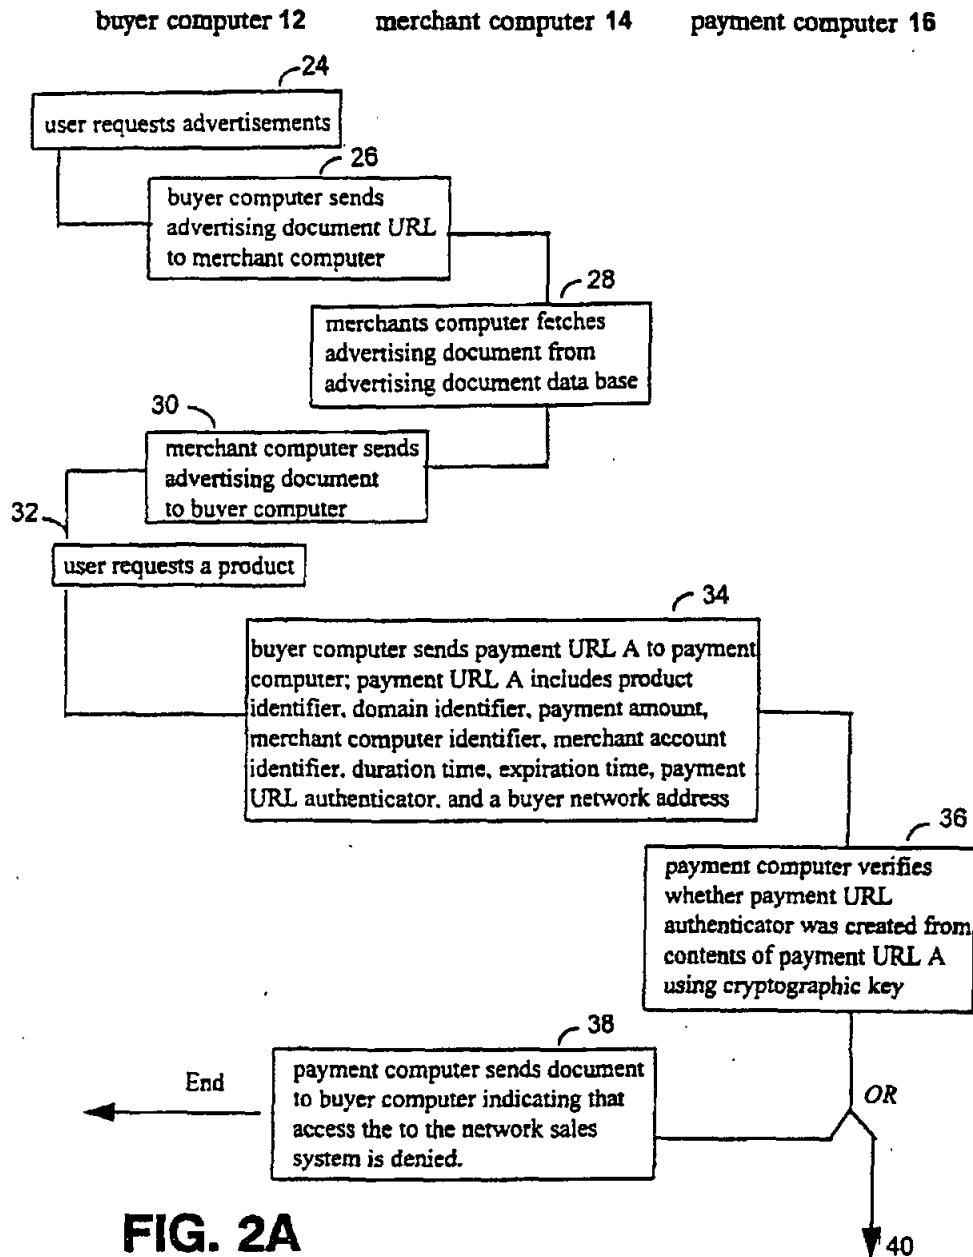 buyer computer 12 merchant computer 14 payment computer 16
24
user requests advertisements
26
buyer computer sends
advertising document URL
to merchant computer
28
merchants computer fetches
advertising document from
advertising document data base
30
merchant computer sends
advertising document
to buyer computer
32
user requests a product
34
buyer computer sends payment URL A to payment
computer; payment URL A includes product
identifier, domain identifier, payment amount,
merchant computer identifier, merchant account
identifier, duration time, expiration time, payment
URL authenticator, and a buyer network address
36
payment computer verifies
whether payment URL
authenticator was created from
contents of payment URL A
using cryptographic key
38
payment computer sends document
to buyer computer indicating that
access the to the network sales
system is denied.
End
OR
40
FIG. 2A